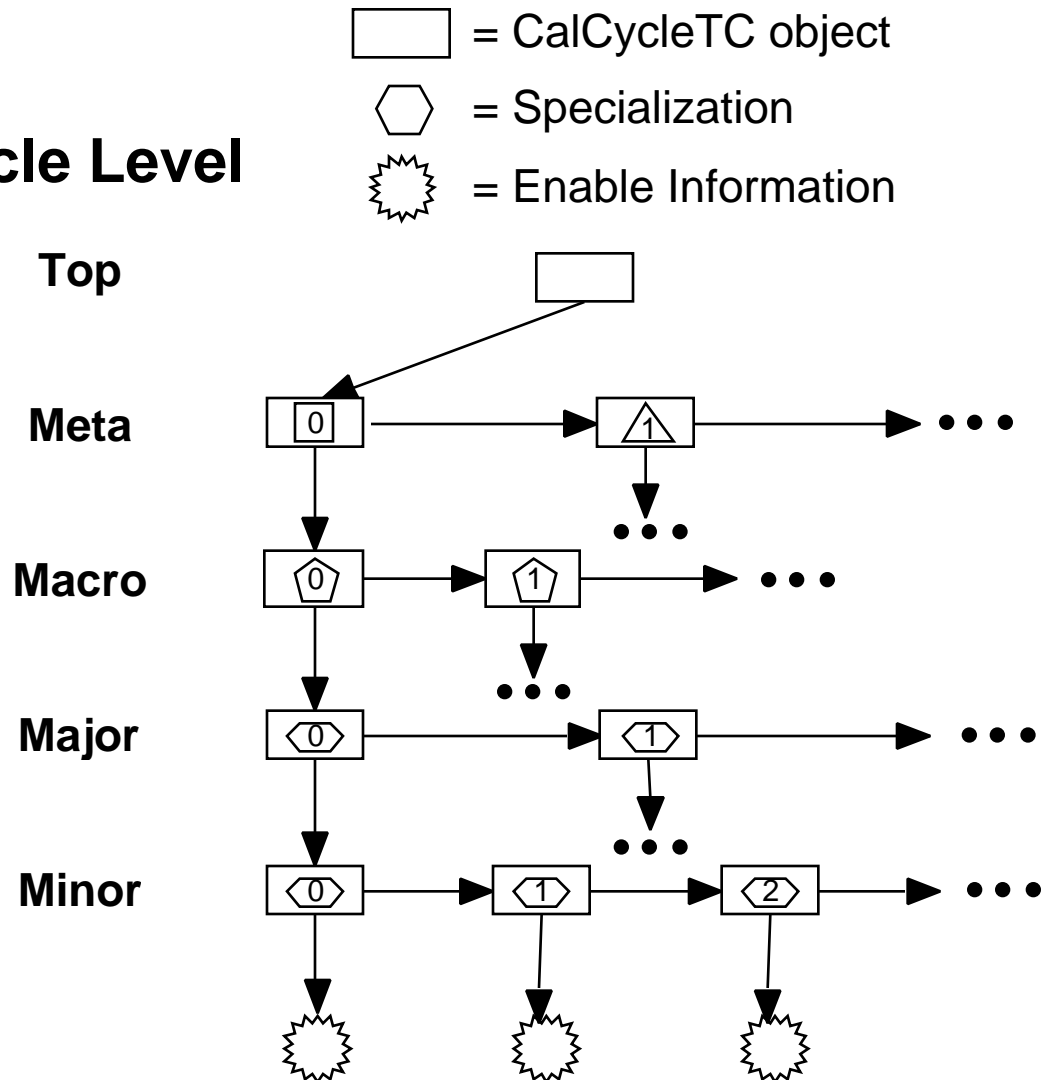 = CalCycleTC object
= Specialization
cle Level
= Enable Information
Top
Meta 0 1
Macro 0 1
Major 0 1
Minor 0 1 2